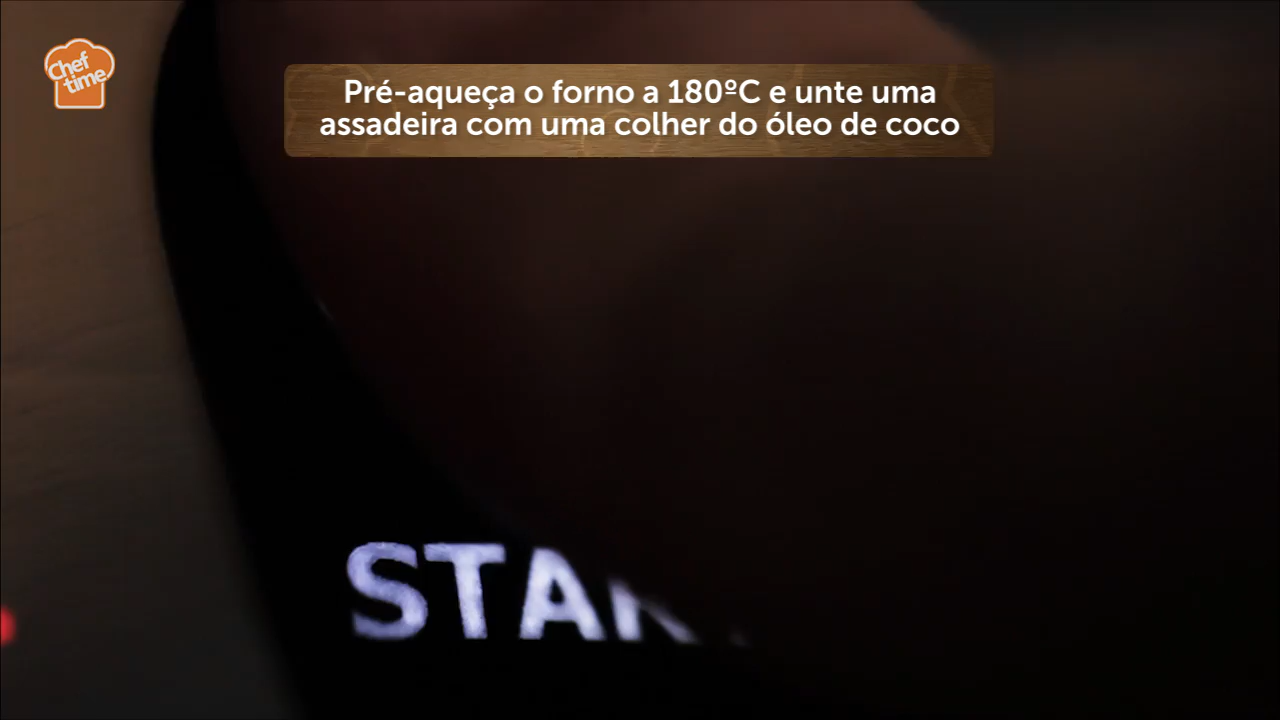 Chef
time
Pré-aqueça o forno a 180ºC e unte uma
assadeira com uma colher do óleo de coco